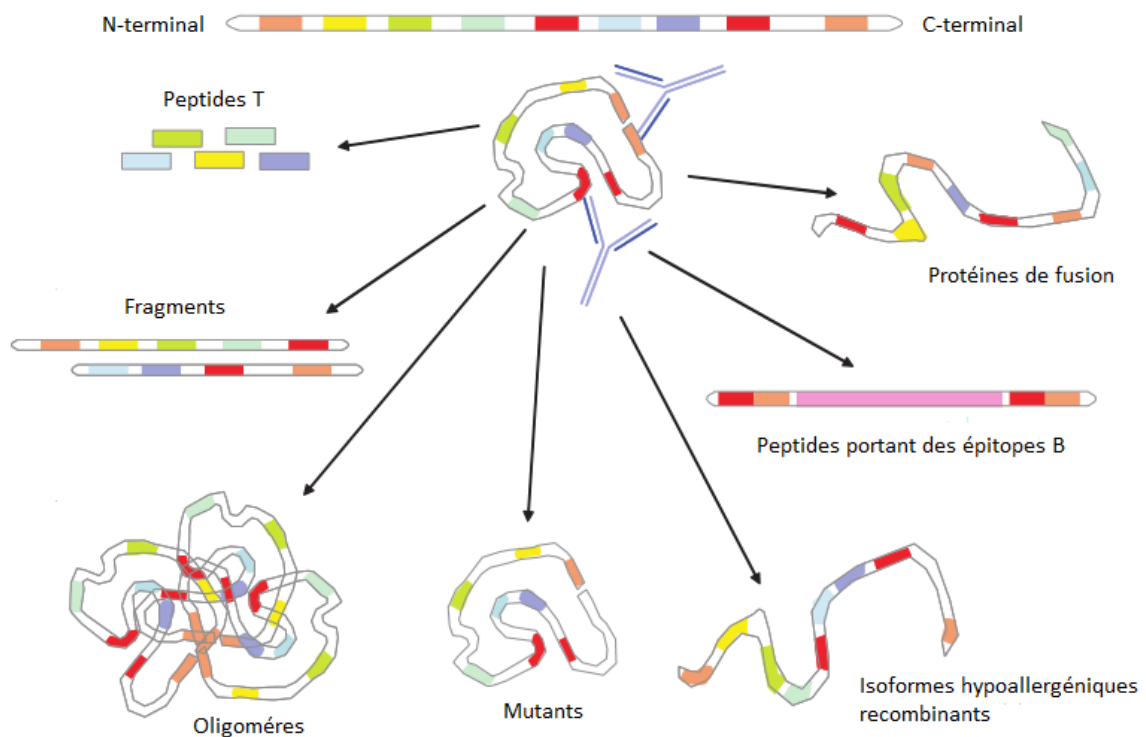 N-terminal
C-terminal
Peptides T
Protéines de fusion
Fragments
Peptides portant des épitopes B
Oligoméres
Mutants
Isoformes hypoallergéniques
recombinants